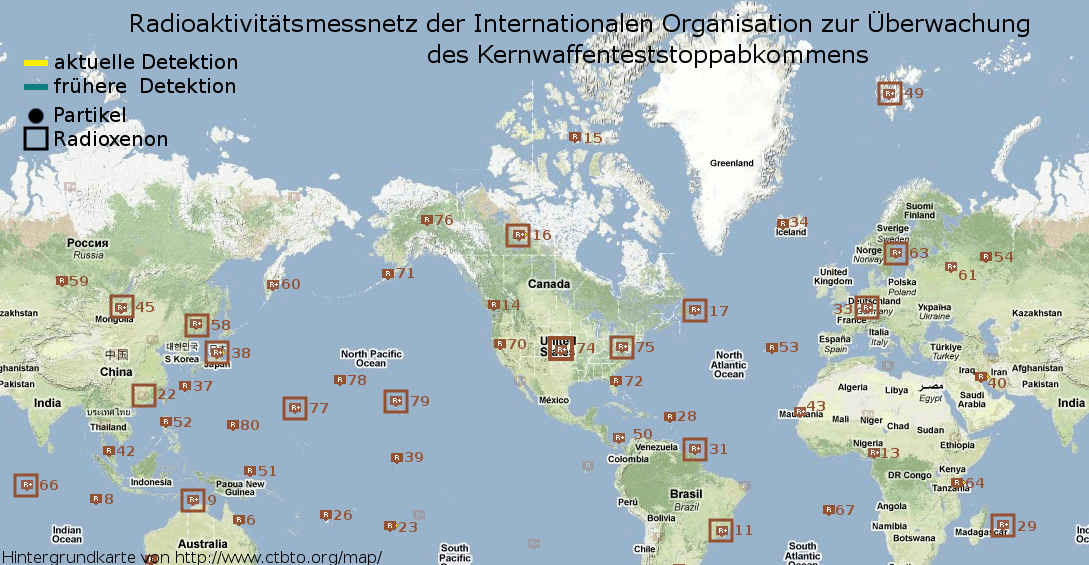 Radioaktivitätsmessnetz der Internationalen Organisation zur Überwachung
des Kernwaffenteststoppabkommens
aktuelle Detektion
frühere Detektion
Partikel
Radioxenon
49
15
Greenland
76
16
34
Iceland
Suomi
Finland
Sverige
Sweden
63
Norge
Norway
54
61
Россия
Russia
59
60
71
Canada
United
Kingdom
Polska
Poland
Україна
Ukraine
Kazakhstan
zakhstan
45
Mongolia
58
14
17
33
Deutschland
Germany
France
Italia
Italy
España
Spain
Türkiye
Turkey
대한민국
S Korea
38
Japan
中国
China
70
United
States
74
75
53
North Pacific
Ocean
North
Atlantic
Ocean
ghanistan
Pakistan
37
78
72
Algeria
Libya
مصر
Egypt
Iraq
Iran
40
Afghanistan
Pakistan
Saudi
Arabia
India
22
77
79
México
43
Mauritania
Mali
Niger
Chad
Sudan
India
ประเทศไทย
Thailand
52
80
28
50
Venezuela
Colombia
31
Nigeria
13
Ethiopia
42
39
DR Congo
Kenya
64
Tanzania
66
8
Indonesia
51
Papua New
Guinea
9
Perú
Brasil
Brazil
Bolivia
67
Angola
Namibia
Botswana
Madagascar
29
6
26
23
11
Indian
Ocean
Australia
South
Pacific
Chile
South
Atlantic
Ocean
Hintergrundkarte von http://www.ctbto.org/map/